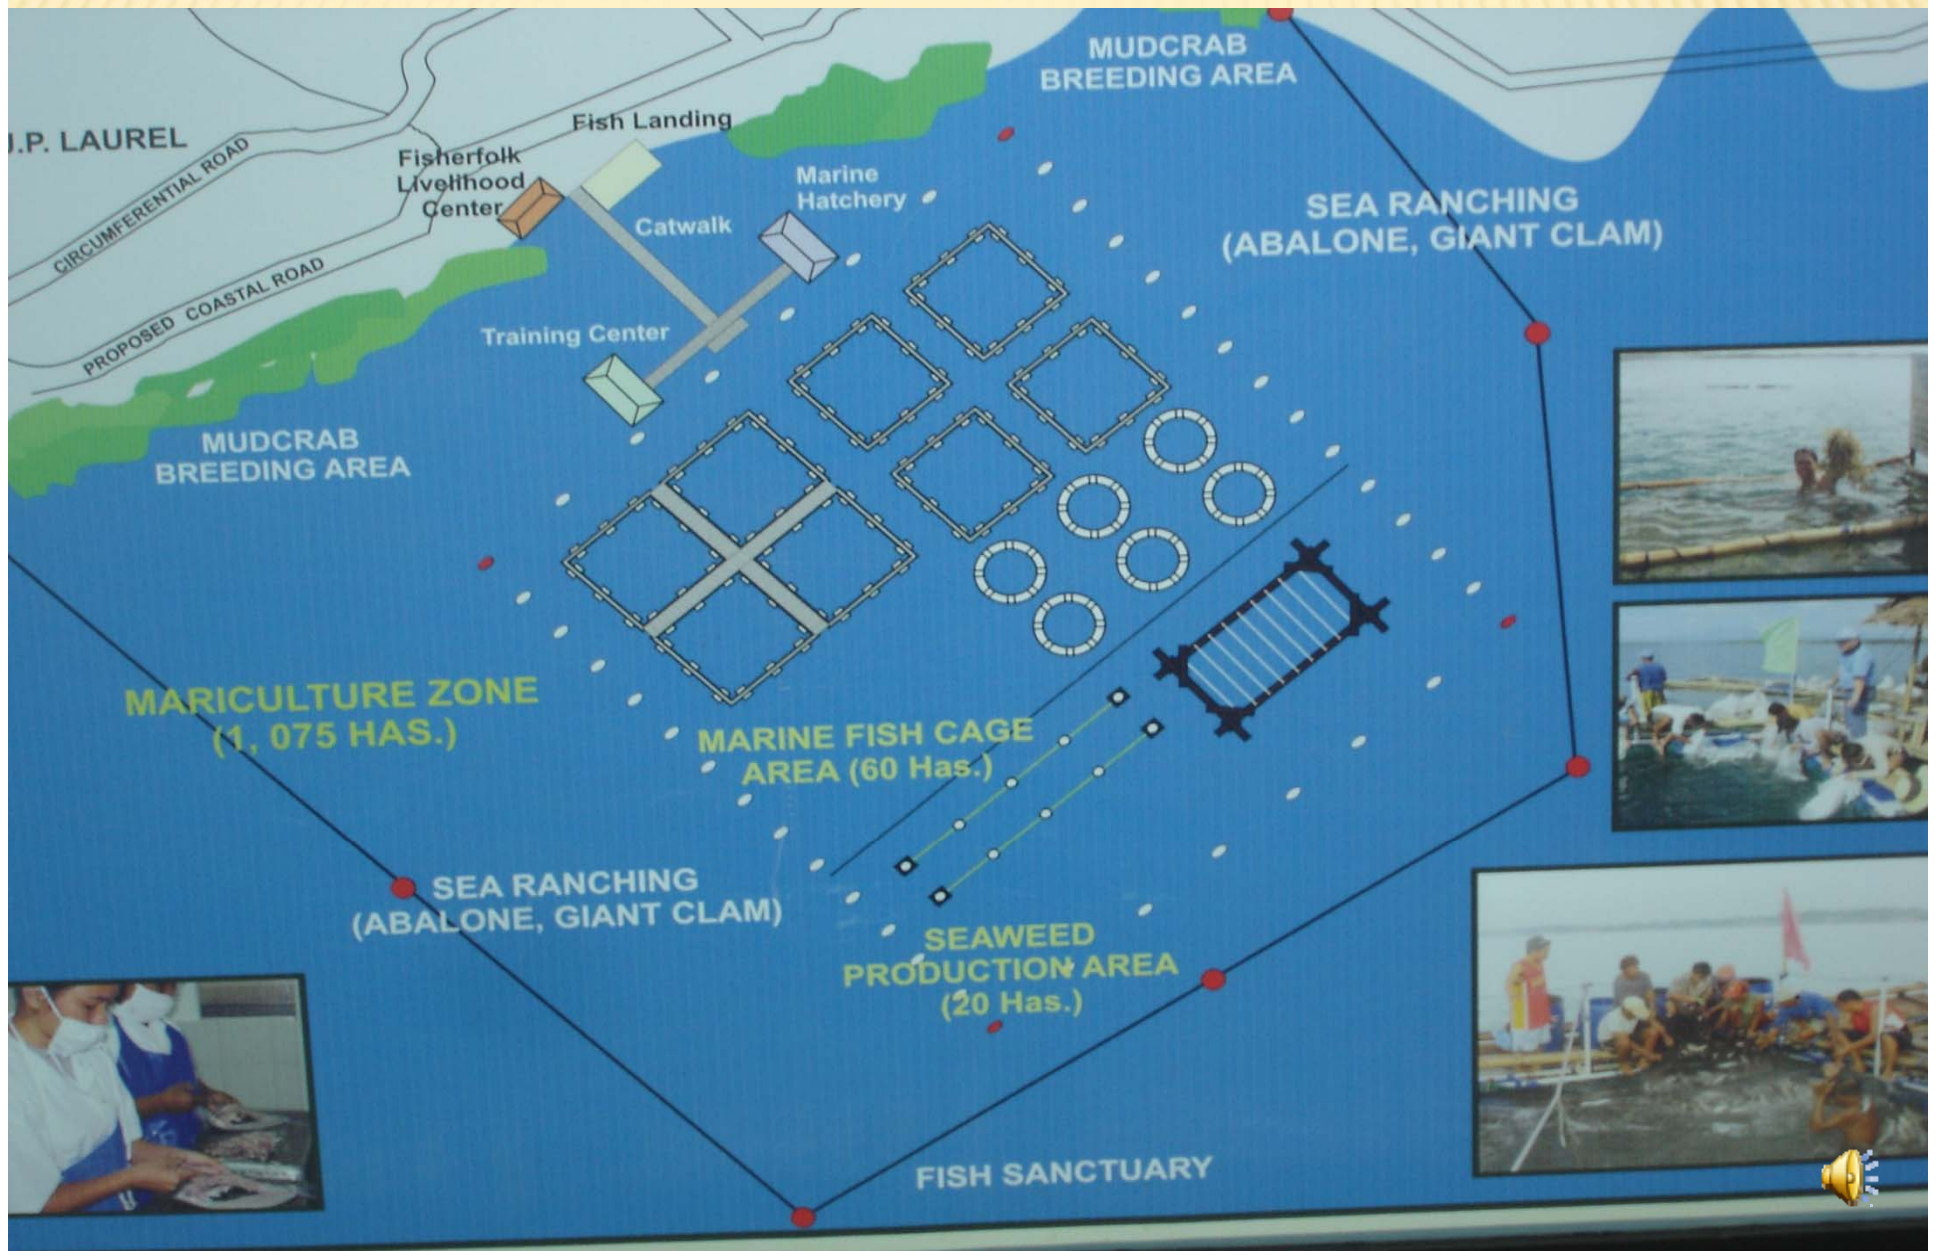 MUDCRAB
BREEDING AREA
J.P. LAUREL
CIRCUMFERENTIAL ROAD
PROPOSED COASTAL ROAD
Fish Landing
Fisherfolk
Livelihood
Center
Catwalk
Marine
Hatchery
Training Center
SEA RANCHING
(ABALONE, GIANT CLAM)
MUDCRAB
BREEDING AREA
MARICULTURE ZONE
(1, 075 HAS.)
MARINE FISH CAGE
AREA (60 Has.)
SEA RANCHING
(ABALONE, GIANT CLAM)
SEAWEED
PRODUCTION AREA
(20 Has.)
FISH SANCTUARY